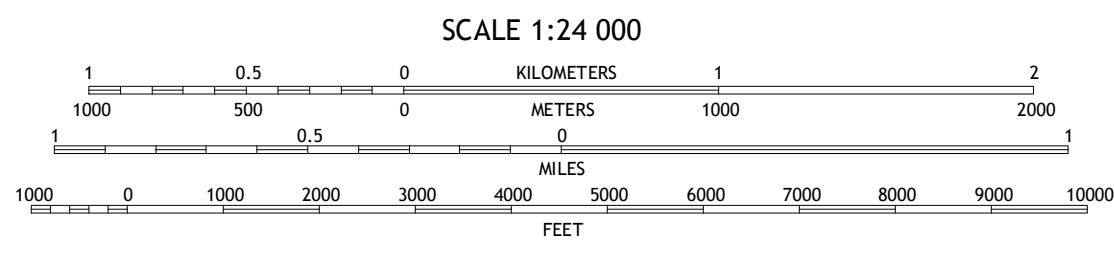 SCALE 1:24 000
1 0.5 0 KILOMETERS 1 2
1000 500 0 METERS 1000 2000
1 0.5 0 1
MILES
1000 0 1000 2000 3000 4000 5000 6000 7000 8000 9000 10000
FEET